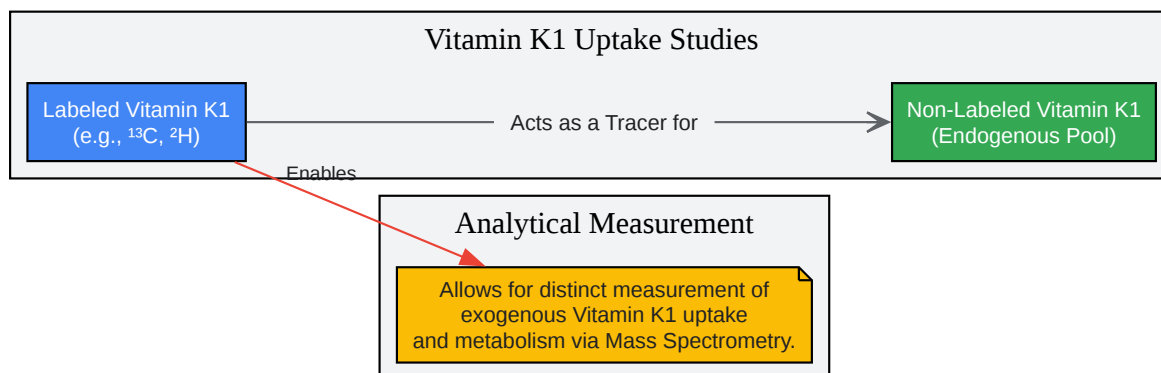 Vitamin K1 Uptake Studies
Labeled Vitamin K1
(e.g., ¹³C, ²H)
Acts as a Tracer for
Non-Labeled Vitamin K1
(Endogenous Pool)
Enables
Analytical Measurement
Allows for distinct measurement of
exogenous Vitamin K1 uptake
and metabolism via Mass Spectrometry.